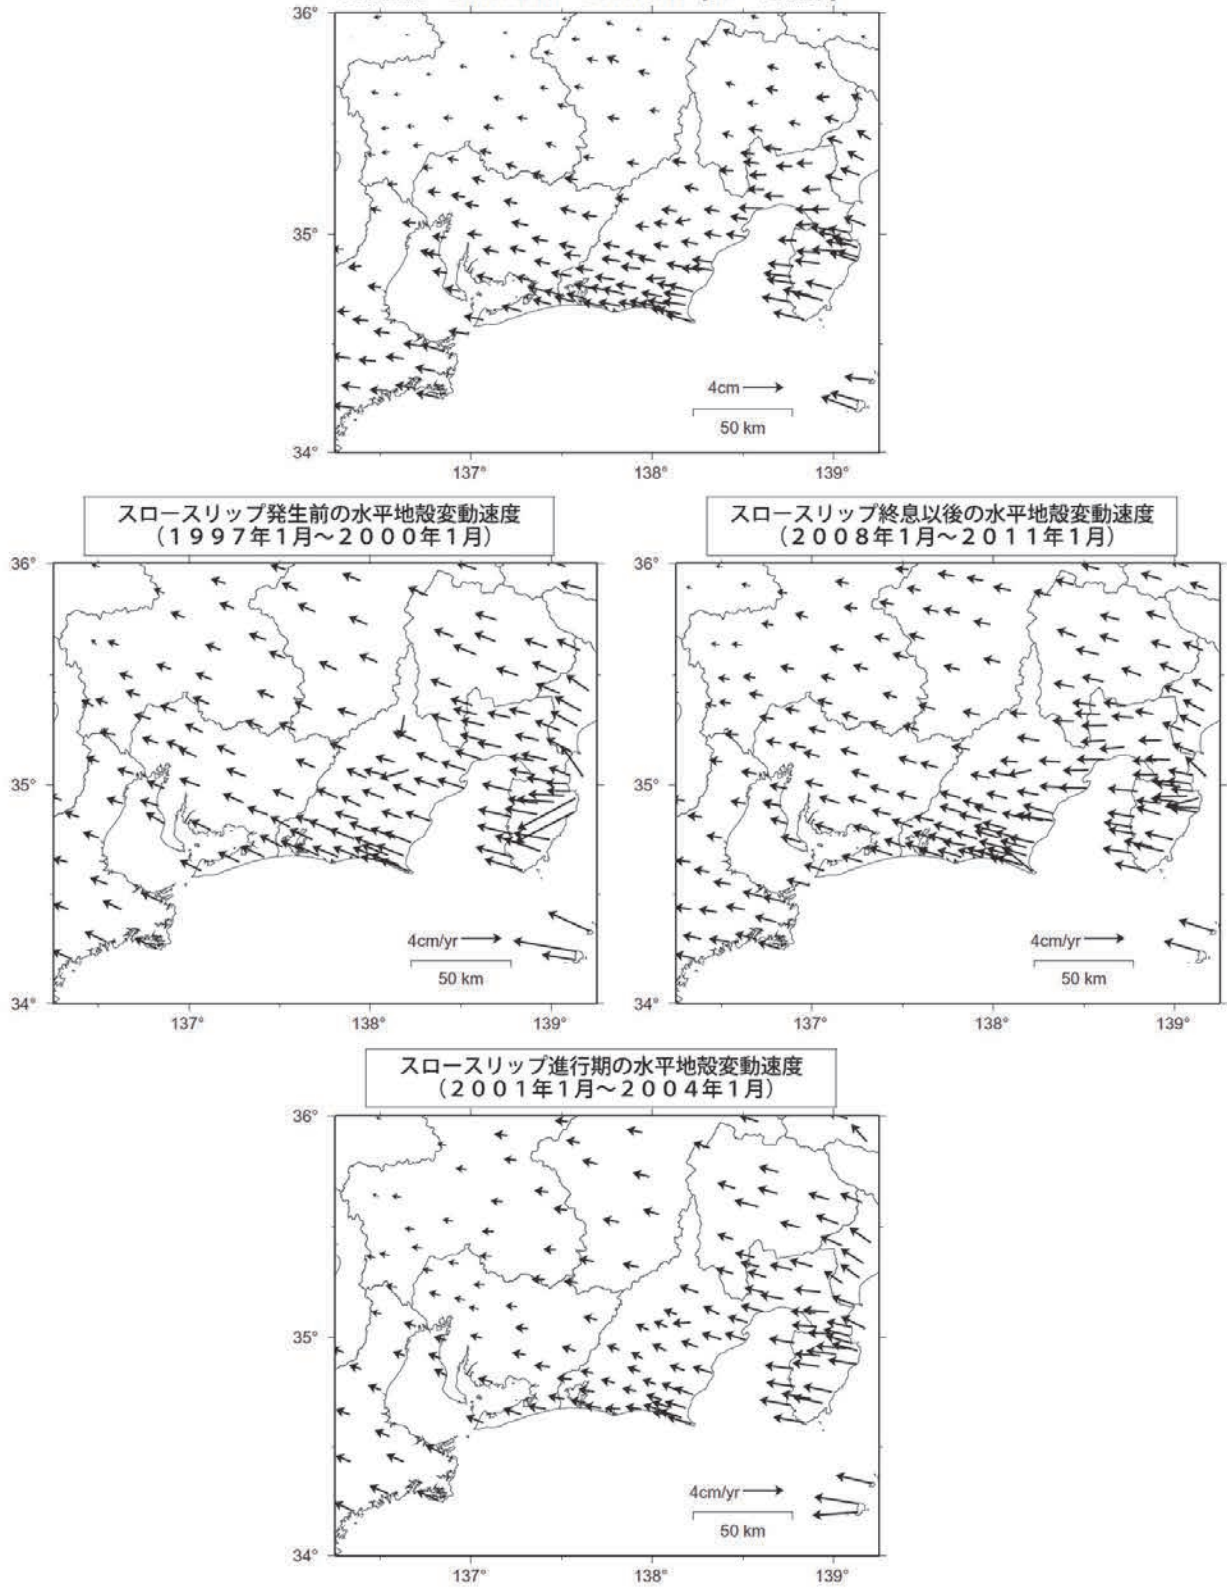 36°
35°
34°
4cm
50 km
137°
138°
139°
スロースリップ発生前の水平地殻変動速度
(1997年1月～2000年1月)
36°
35°
34°
4cm/yr
50 km
137°
138°
139°
スロースリップ終息以後の水平地殻変動速度
(2008年1月～2011年1月)
36°
35°
34°
4cm/yr
50 km
137°
138°
139°
スロースリップ進行期の水平地殻変動速度
(2001年1月～2004年1月)
36°
35°
34°
4cm/yr
50 km
137°
138°
139°